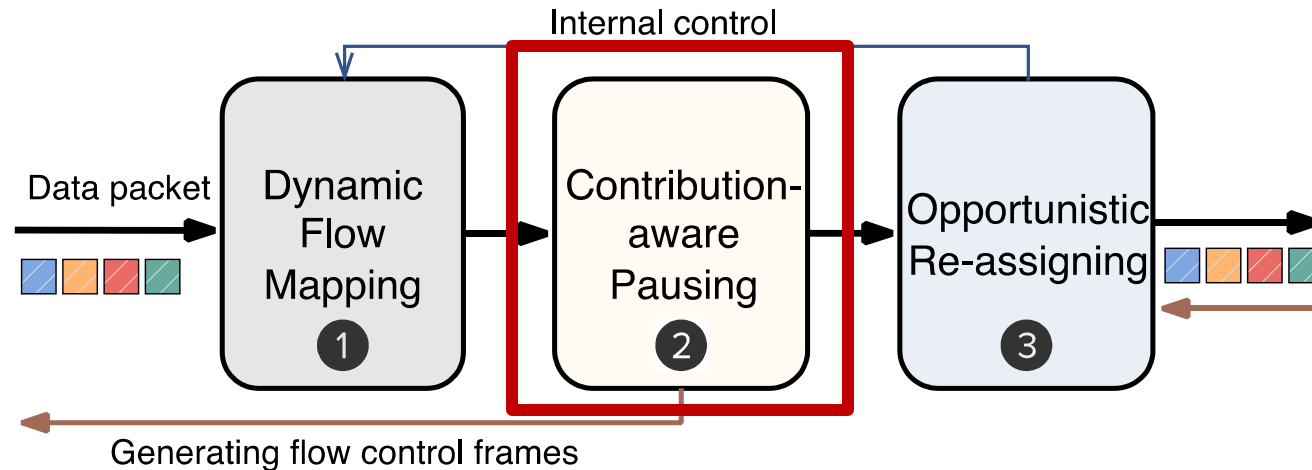 Internal control
Data packet
Dynamic
Flow
Mapping
1
Contribution-
aware
Pausing
2
Opportunistic
Re-assigning
3
Generating flow control frames